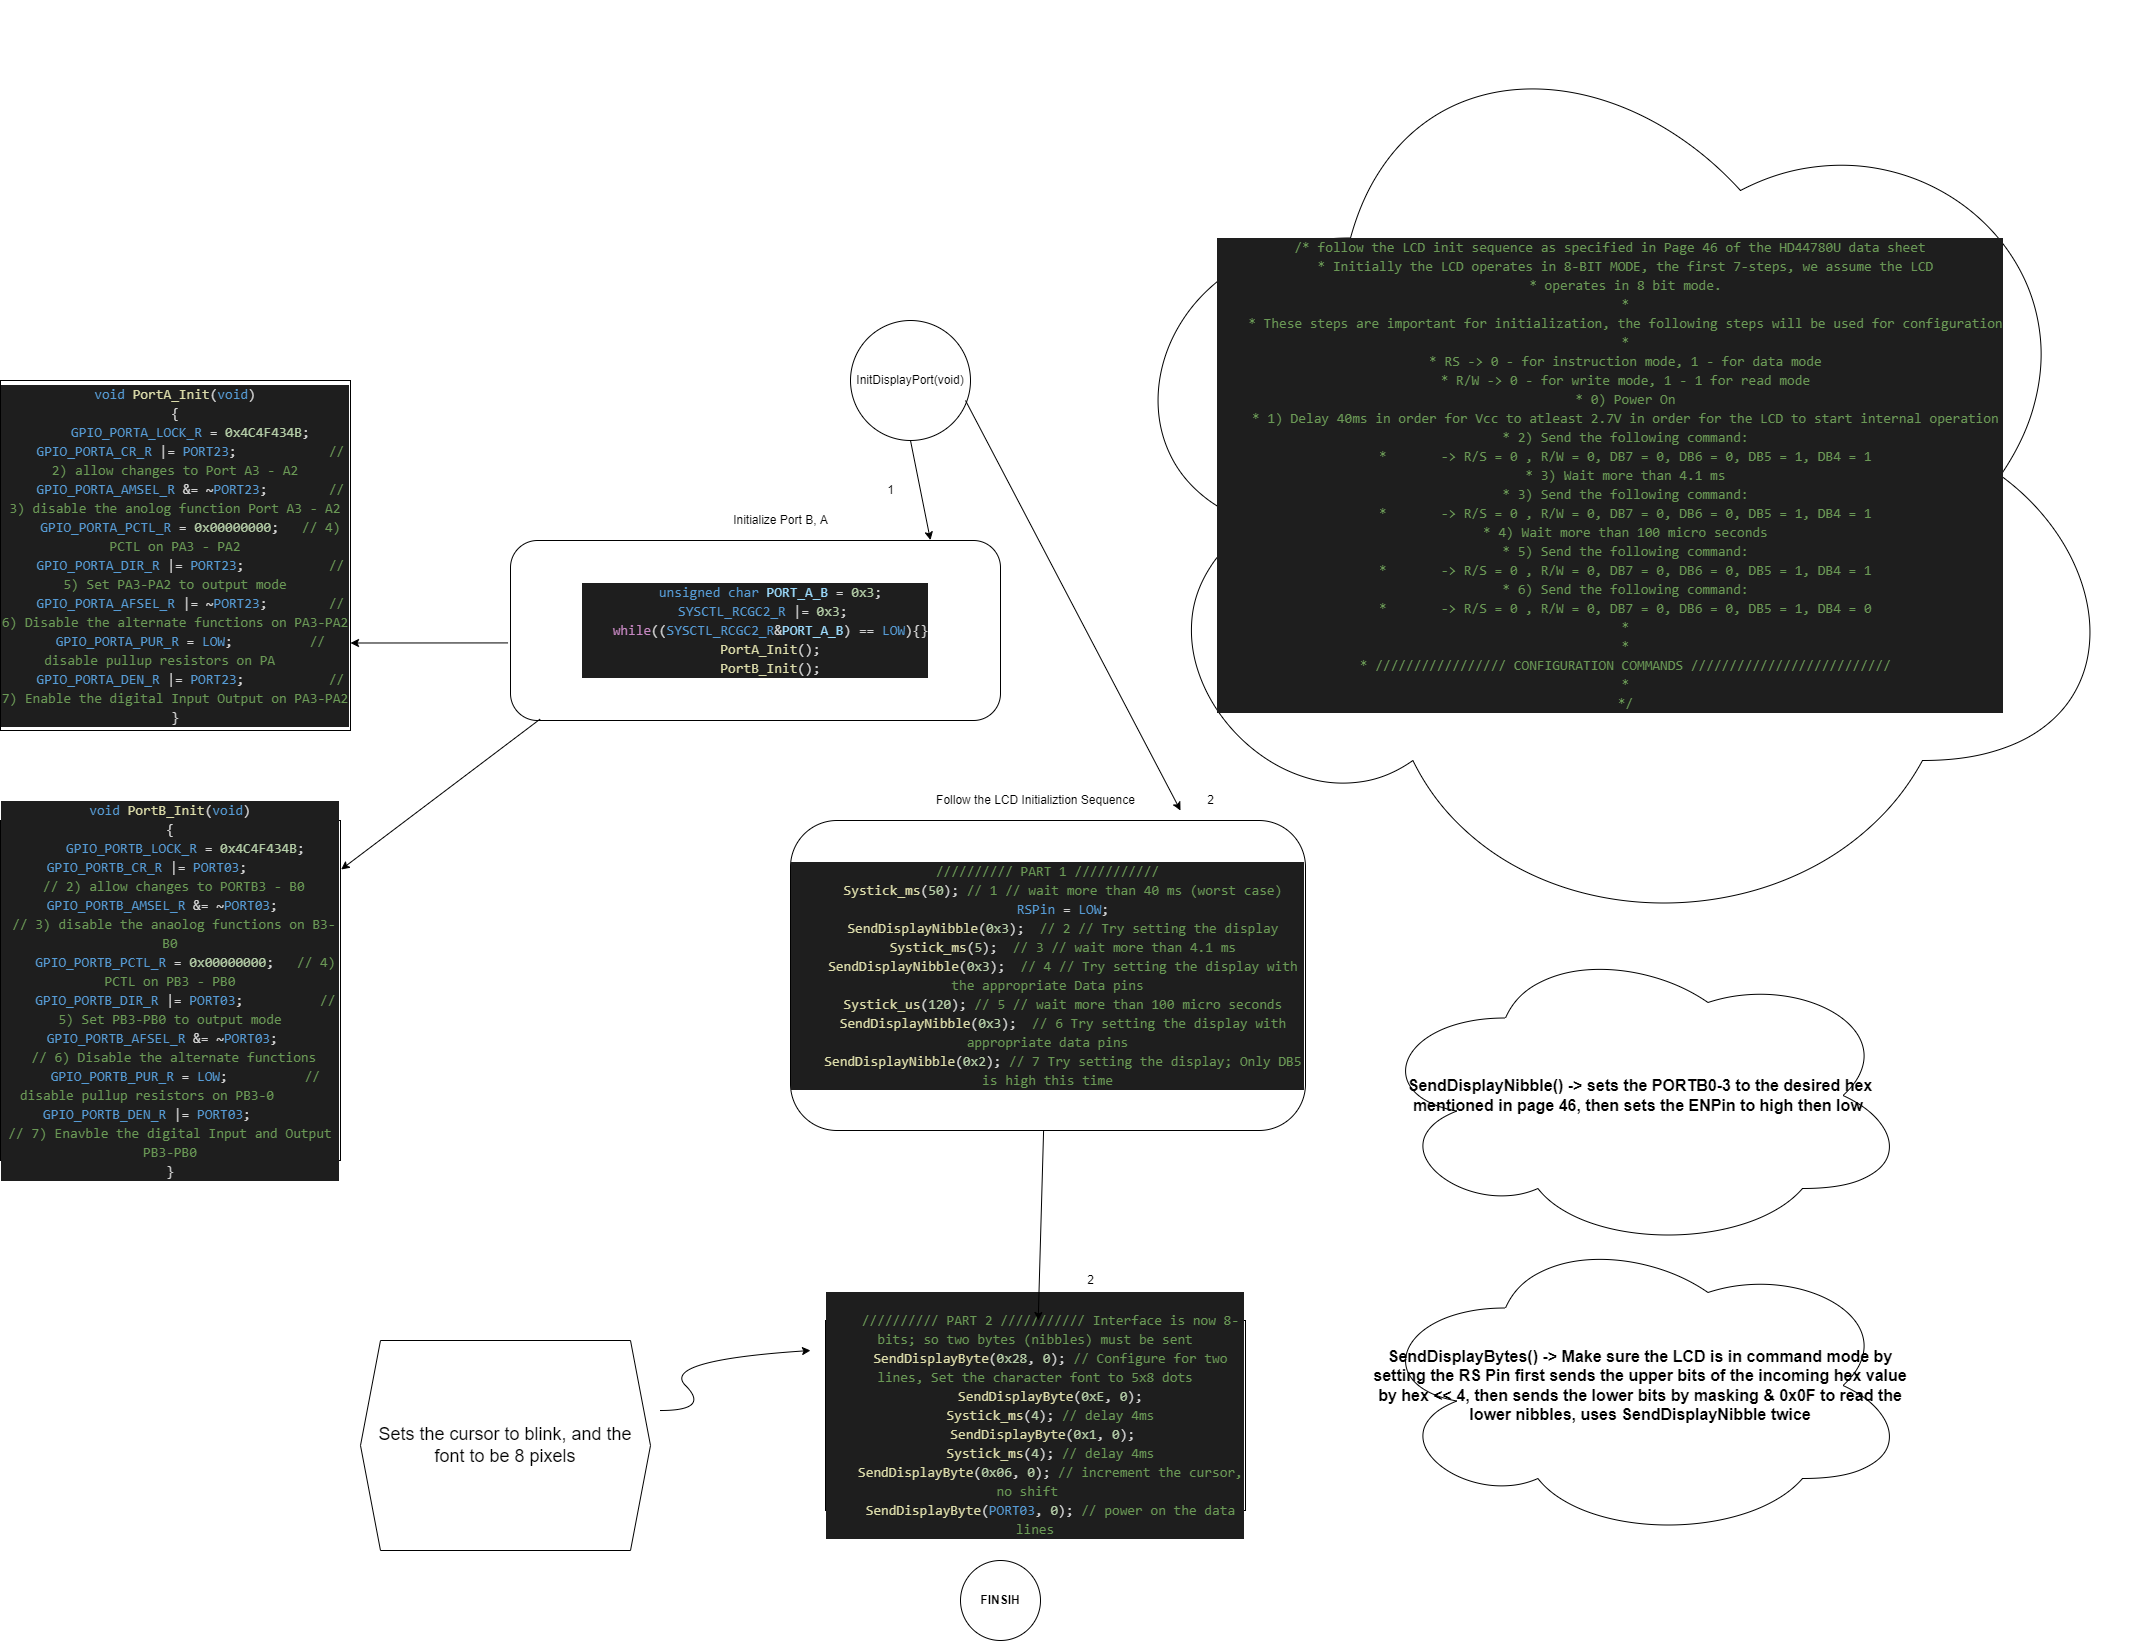 InitDisplayPort(void)
1
Initialize Port B, A
unsigned char PORT_A_B = 0x3;
SYSCTL_RCGC2_R |= 0x3;
while((SYSCTL_RCGC2_R&PORT_A_B) == LOW){}
PortA_Init();
PortB_Init();
void PortA_Init(void)
{
GPIO_PORTA_LOCK_R = 0x4C4F434B;
GPIO_PORTA_CR_R |= PORT23; //
2) allow changes to Port A3 - A2
GPIO_PORTA_AMSEL_R &= ~PORT23; //
3) disable the anolog function Port A3 - A2
GPIO_PORTA_PCTL_R = 0x00000000; // 4)
PCTL on PA3 - PA2
GPIO_PORTA_DIR_R |= PORT23; //
5) Set PA3-PA2 to output mode
GPIO_PORTA_AFSEL_R |= ~PORT23; //
6) Disable the alternate functions on PA3-PA2
GPIO_PORTA_PUR_R = LOW; //
disable pullup resistors on PA
GPIO_PORTA_DEN_R |= PORT23; //
7) Enable the digital Input Output on PA3-PA2
}
void PortB_Init(void)
{
GPIO_PORTB_LOCK_R = 0x4C4F434B;
GPIO_PORTB_CR_R |= PORT03;
// 2) allow changes to PORTB3 - B0
GPIO_PORTB_AMSEL_R &= ~PORT03;
// 3) disable the anaolog functions on B3-
B0
GPIO_PORTB_PCTL_R = 0x00000000; // 4)
PCTL on PB3 - PB0
GPIO_PORTB_DIR_R |= PORT03; //
5) Set PB3-PB0 to output mode
GPIO_PORTB_AFSEL_R &= ~PORT03;
// 6) Disable the alternate functions
GPIO_PORTB_PUR_R = LOW; //
disable pullup resistors on PB3-0
GPIO_PORTB_DEN_R |= PORT03;
// 7) Enavble the digital Input and Output
PB3-PB0
}
/* follow the LCD init sequence as specified in Page 46 of the HD44780U data sheet
* Initially the LCD operates in 8-BIT MODE, the first 7-steps, we assume the LCD
* operates in 8 bit mode.
*
* These steps are important for initialization, the following steps will be used for configuration
*
* RS -> 0 - for instruction mode, 1 - for data mode
* R/W -> 0 - for write mode, 1 - 1 for read mode
* 0) Power On
* 1) Delay 40ms in order for Vcc to atleast 2.7V in order for the LCD to start internal operation
* 2) Send the following command:
* -> R/S = 0 , R/W = 0, DB7 = 0, DB6 = 0, DB5 = 1, DB4 = 1
* 3) Wait more than 4.1 ms
* 3) Send the following command:
* -> R/S = 0 , R/W = 0, DB7 = 0, DB6 = 0, DB5 = 1, DB4 = 1
* 4) Wait more than 100 micro seconds
* 5) Send the following command:
* -> R/S = 0 , R/W = 0, DB7 = 0, DB6 = 0, DB5 = 1, DB4 = 1
* 6) Send the following command:
* -> R/S = 0 , R/W = 0, DB7 = 0, DB6 = 0, DB5 = 1, DB4 = 0
*
*
* ///////////////// CONFIGURATION COMMANDS //////////////////////////
*
*/
Follow the LCD Initializtion Sequence
2
////////// PART 1 ///////////
Systick_ms(50); // 1 // wait more than 40 ms (worst case)
RSPin = LOW;
SendDisplayNibble(0x3); // 2 // Try setting the display
Systick_ms(5); // 3 // wait more than 4.1 ms
SendDisplayNibble(0x3); // 4 // Try setting the display with
the appropriate Data pins
Systick_us(120); // 5 // wait more than 100 micro seconds
SendDisplayNibble(0x3); // 6 Try setting the display with
appropriate data pins
SendDisplayNibble(0x2); // 7 Try setting the display; Only DB5
is high this time
SendDisplayNibble() -> sets the PORTB0-3 to the desired hex
mentioned in page 46, then sets the ENPin to high then low
2
////////// PART 2 /////////// Interface is now 8-
bits; so two bytes (nibbles) must be sent
SendDisplayByte(0x28, 0); // Configure for two
lines, Set the character font to 5x8 dots
SendDisplayByte(0xE, 0);
Systick_ms(4); // delay 4ms
SendDisplayByte(0x1, 0);
Systick_ms(4); // delay 4ms
SendDisplayByte(0x06, 0); // increment the cursor,
no shift
SendDisplayByte(PORT03, 0); // power on the data
lines
Sets the cursor to blink, and the
font to be 8 pixels
SendDisplayBytes() -> Make sure the LCD is in command mode by
setting the RS Pin first sends the upper bits of the incoming hex value
by hex << 4, then sends the lower bits by masking & 0x0F to read the
lower nibbles, uses SendDisplayNibble twice
FINSIH